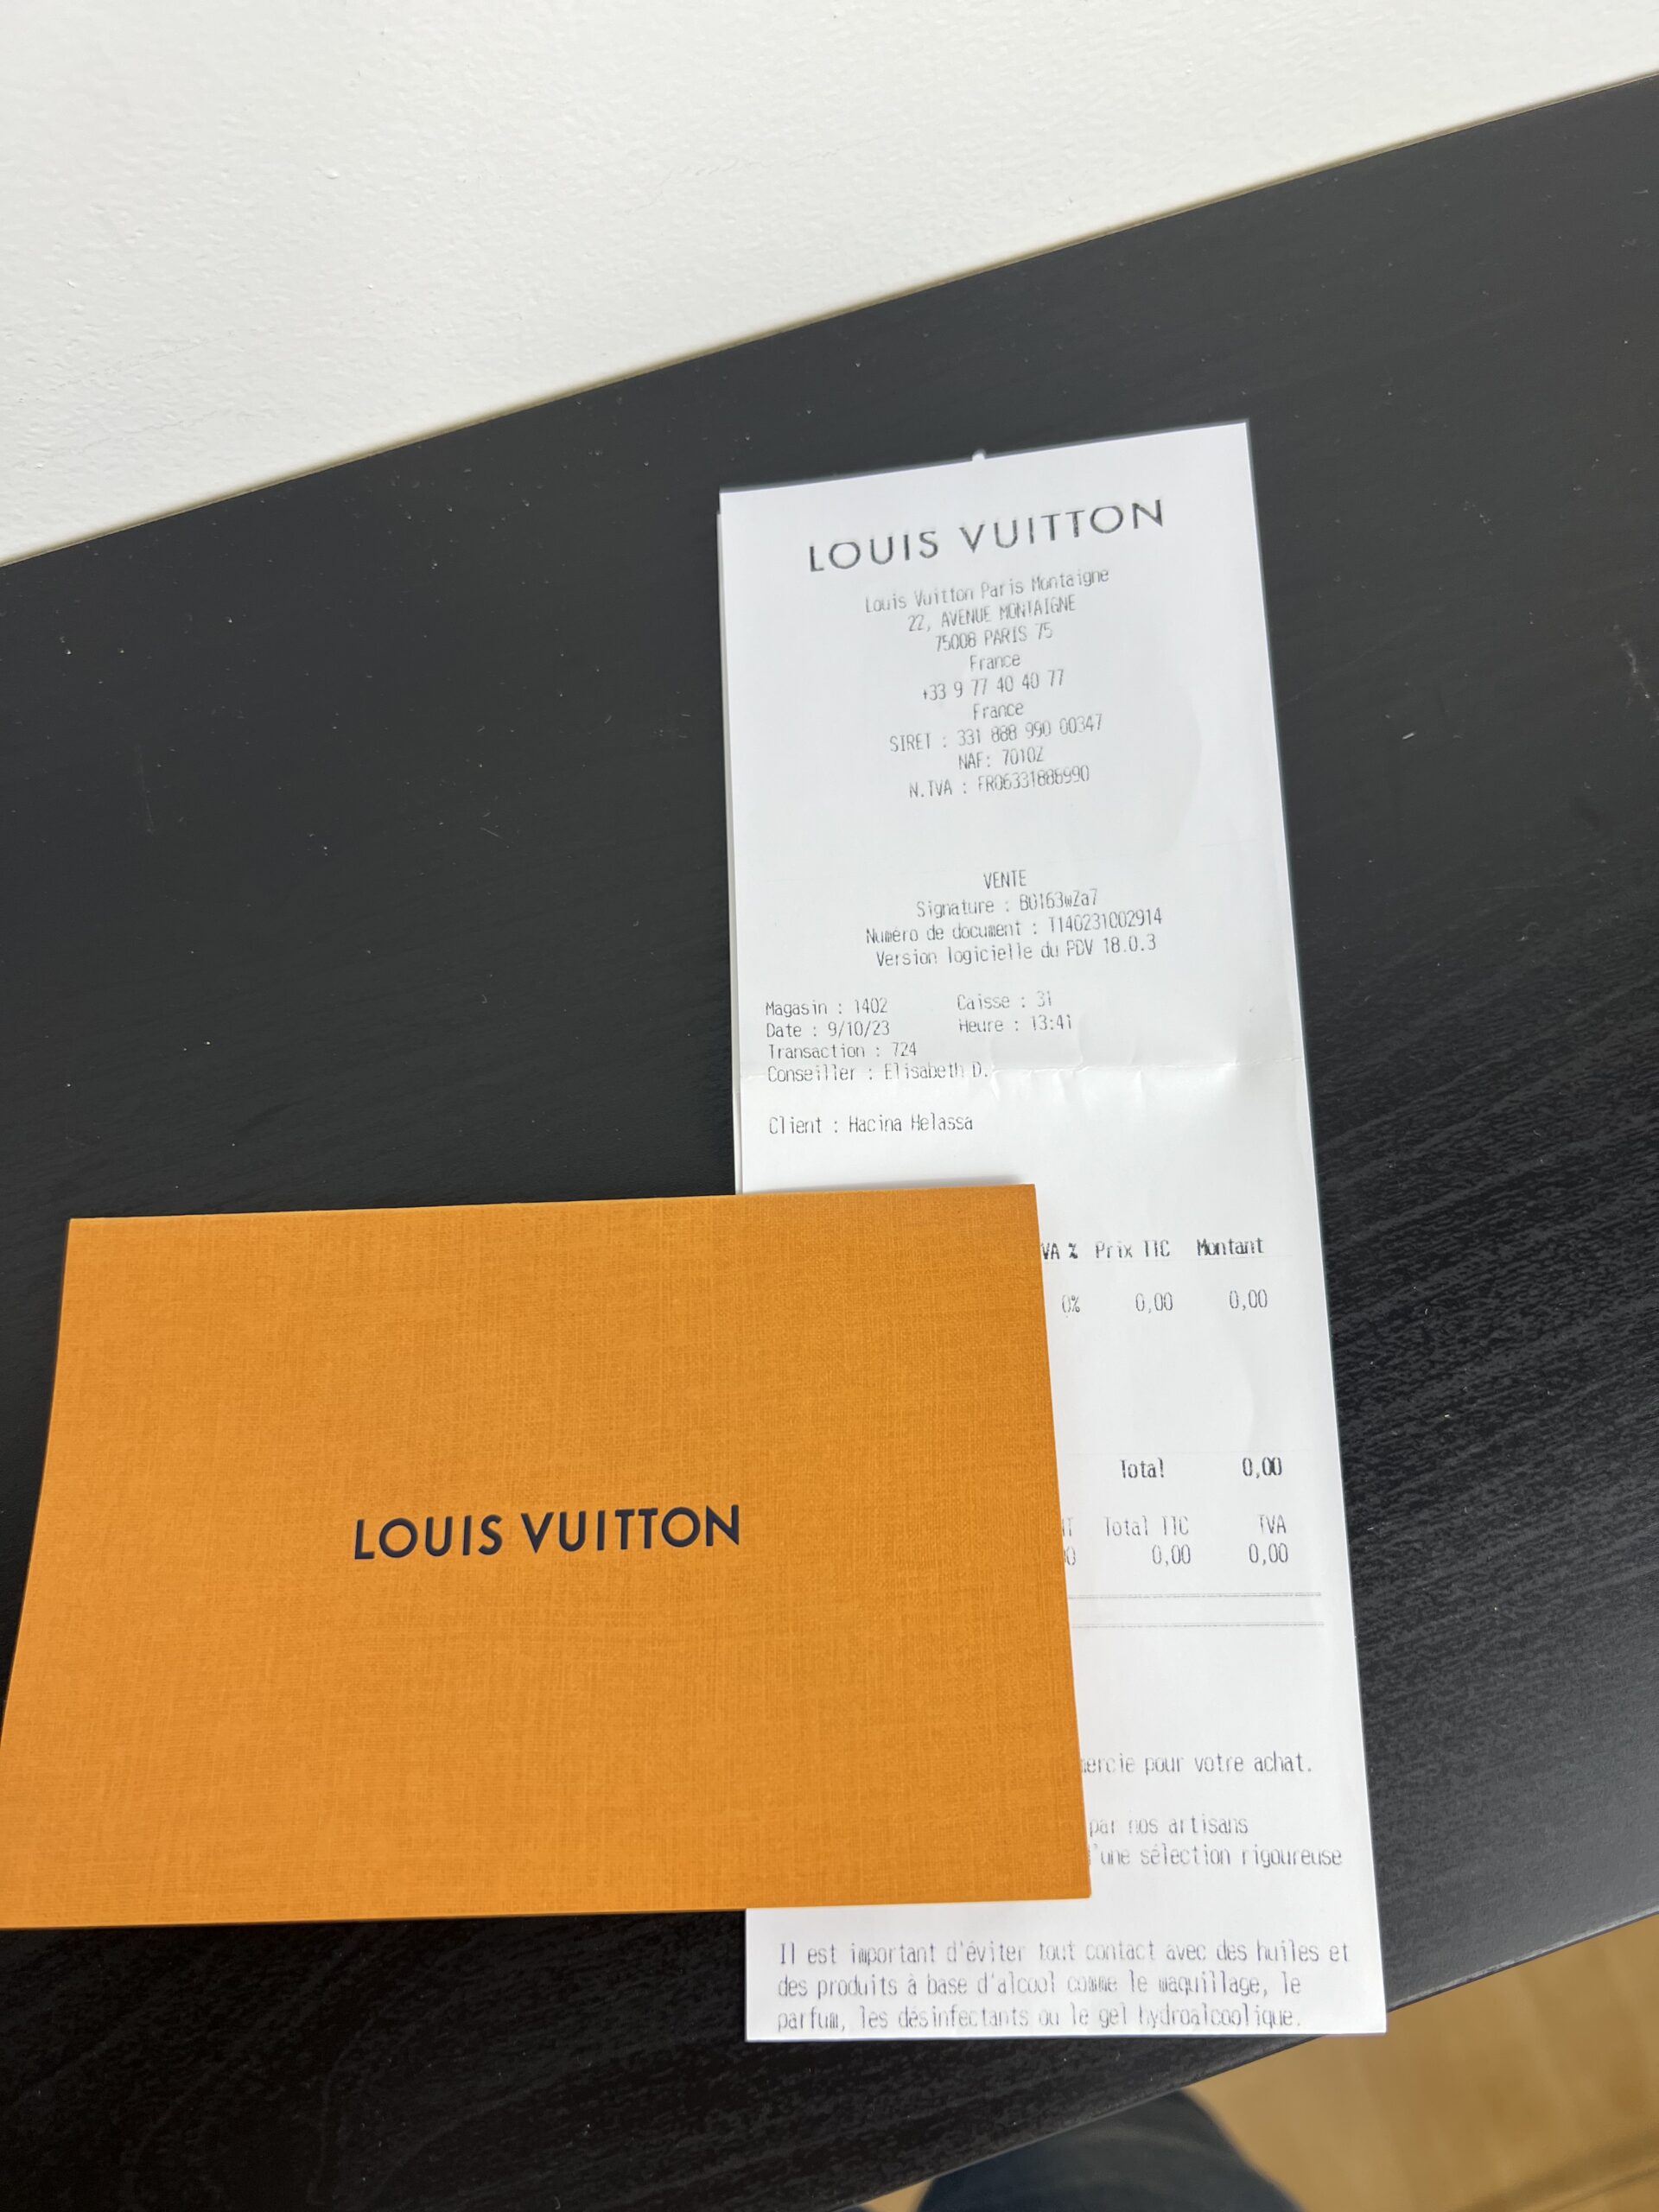 LOUIS VUITTON
Louis Vuitton Paris Montaigne
22, AVENUE MONTAIGNE
75008 PARIS 75
France
+33 9 77 40 40 77
France
SIRET : 331 888 990 00347
NAF: 7010Z
N.TVA : FR06331888990
VENTE
Signature : BG163wZa7
Numéro de document : T140231002914
Version logicielle du PDV 18.0.3
Magasin : 1402 Caisse : 31
Date : 9/10/23 Heure : 13:41
Transaction : 724
Conseiller : Elisabeth D.
Client : Hacina Helassa
VA % Prix TTC Montant
0% 0,00 0,00
Total 0,00
Total TTC TVA
0,00 0,00
LOUIS VUITTON
ercie pour votre achat.
par nos artisans
'une sélection rigoureuse
Il est important d'éviter tout contact avec des huiles et
des produits à base d'alcool comme le maquillage, le
parfum, les désinfectants ou le gel hydroalcoolique.